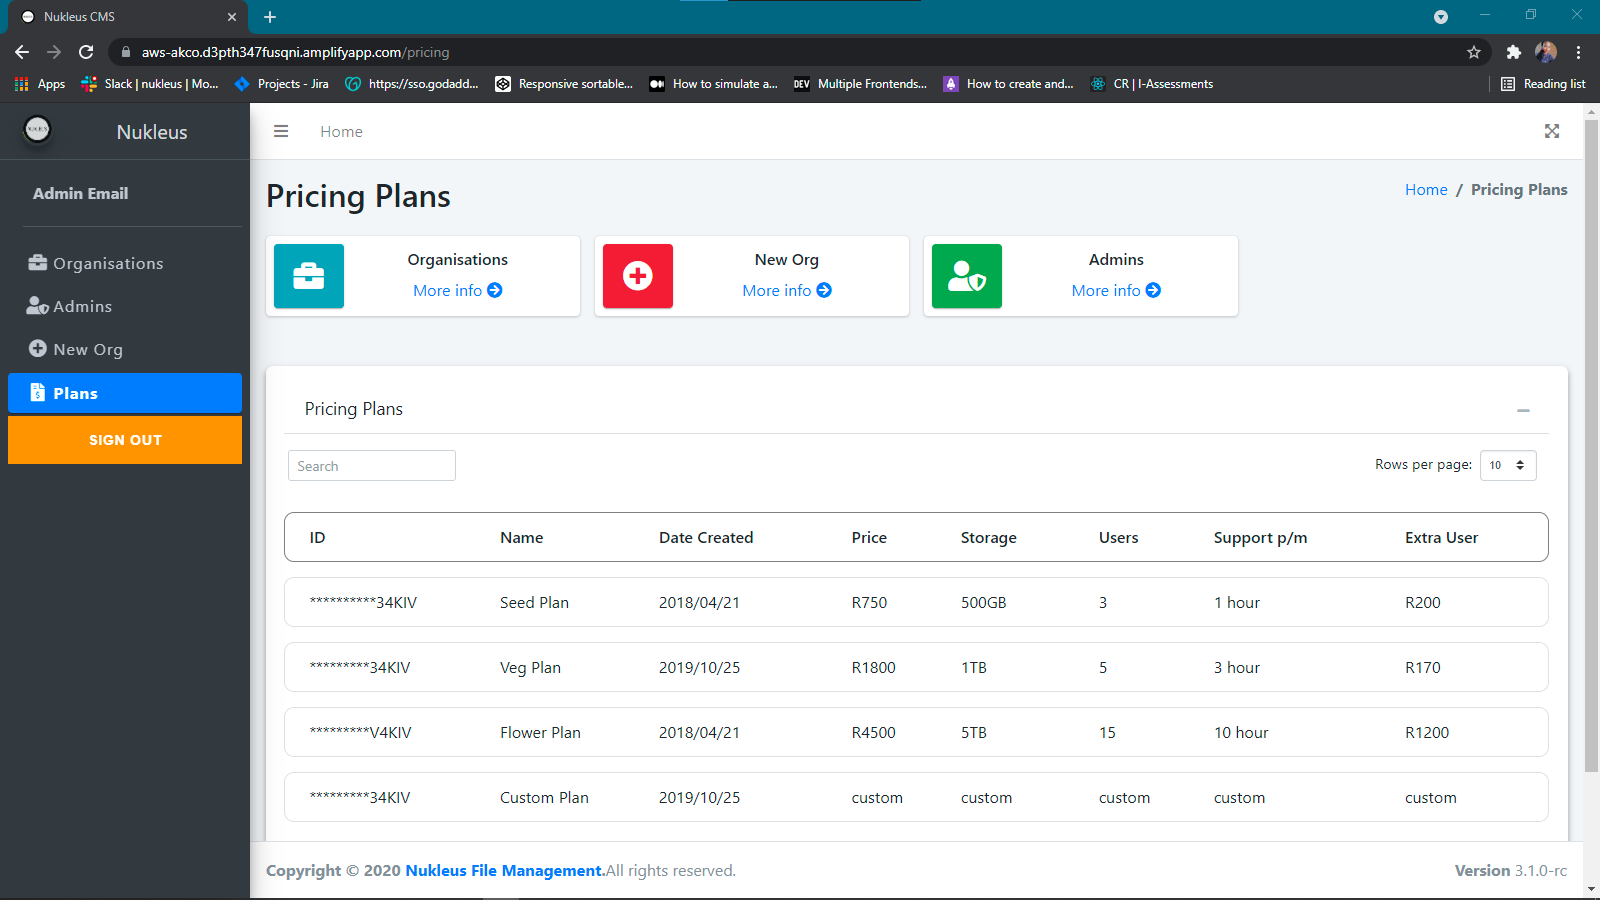 Nukleus CMS
aws-akco.d3pth347fusqni.amplifyapp.com/pricing
Apps Slack | nukleus | Mo... Projects - Jira https://sso.godadd... Responsive sortable... How to simulate a... DEV Multiple Frontends... How to create and... CR | I-Assessments Reading list
Nukleus
Home
Admin Email
Organisations
Admins
New Org
Plans
SIGN OUT
Pricing Plans
Home / Pricing Plans
Organisations
More info
New Org
More info
Admins
More info
Pricing Plans
Search
Rows per page: 10
ID Name Date Created Price Storage Users Support p/m Extra User
**********34KIV Seed Plan 2018/04/21 R750 500GB 3 1 hour R200
*********34KIV Veg Plan 2019/10/25 R1800 1TB 5 3 hour R170
*********V4KIV Flower Plan 2018/04/21 R4500 5TB 15 10 hour R1200
*********34KIV Custom Plan 2019/10/25 custom custom custom custom custom
Copyright © 2020 Nukleus File Management.All rights reserved.
Version 3.1.0-rc